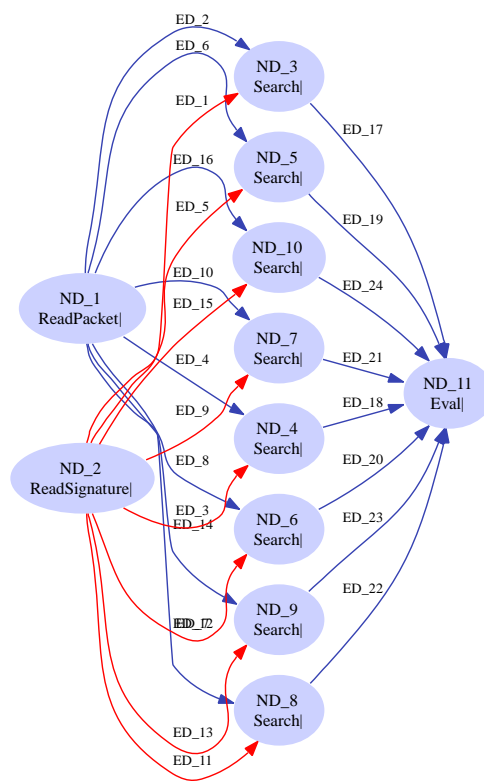 ED_2
ED_6
ND_3
Search|
ED_1
ED_17
ED_16
ND_5
Search|
ED_5
ED_19
ND_10
Search|
ED_10
ED_24
ND_1
ReadPacket|
ED_15
ND_7
Search|
ED_4
ED_21
ND_11
Eval|
ED_9
ED_18
ND_4
Search|
ED_8
ED_20
ND_2
ReadSignature|
ED_3
ED_14
ND_6
Search|
ED_23
ED_7
ED_12
ND_9
Search|
ED_22
ND_8
Search|
ED_13
ED_11